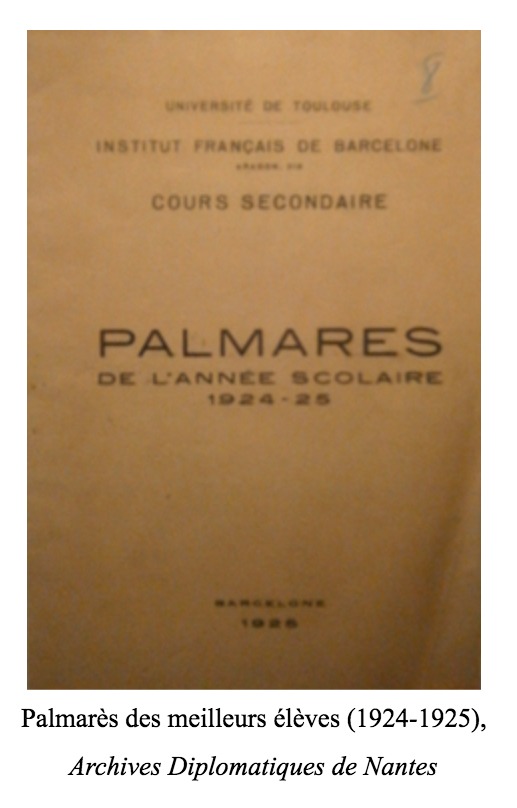 8
UNIVERSITÉ DE TOULOUSE
INSTITUT FRANÇAIS DE BARCELONE
COURS SECONDAIRE
PALMARES
DE L'ANNÉE SCOLAIRE
1924-25
BARCELONE
Palmarès des meilleurs élèves (1924-1925),
Archives Diplomatiques de Nantes